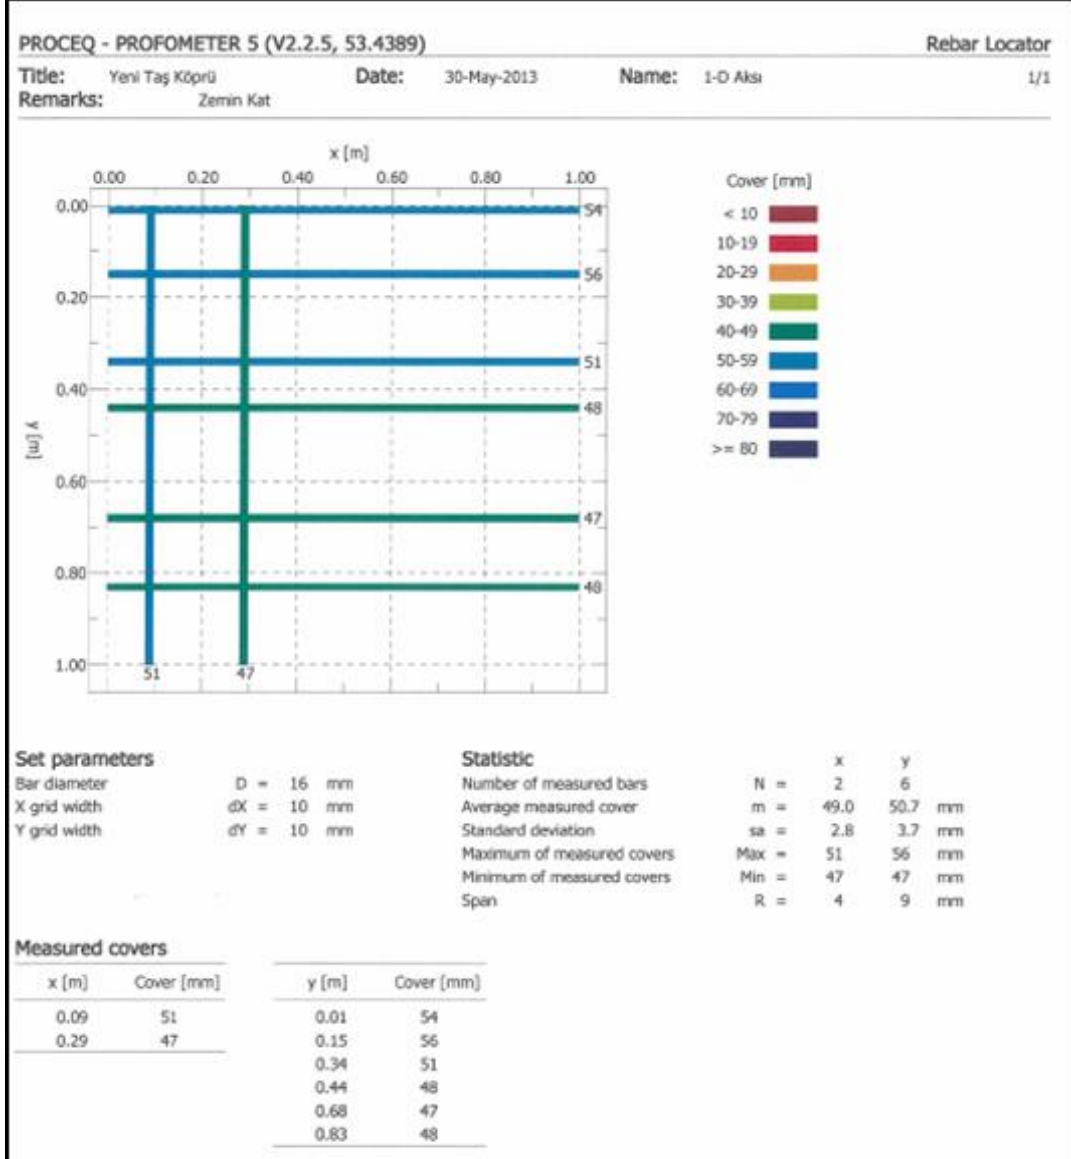 PROCEQ - PROFOMETER 5 (V2.2.5, 53.4389) Rebar Locator
Title: Yeni Taş Köprü Date: 30-May-2013 Name: 1-D Aksı 1/1
Remarks: Zemin Kat
x [m]
0.00 0.20 0.40 0.60 0.80 1.00
Cover [mm]
0.00
54
< 10
10-19
56
20-29
0.20
30-39
40-49
51
50-59
0.40
60-69
48
70-79
y [m]
>= 80
0.60
47
0.80
48
1.00
51 47
Set parameters
Bar diameter D = 16 mm
X grid width dX = 10 mm
Y grid width dY = 10 mm
Statistic x y
Number of measured bars N = 2 6
Average measured cover m = 49.0 50.7 mm
Standard deviation sa = 2.8 3.7 mm
Maximum of measured covers Max = 51 56 mm
Minimum of measured covers Min = 47 47 mm
Span R = 4 9 mm
Measured covers
x [m] Cover [mm] y [m] Cover [mm]
0.09 51 0.01 54
0.29 47 0.15 56
0.34 51
0.44 48
0.68 47
0.83 48